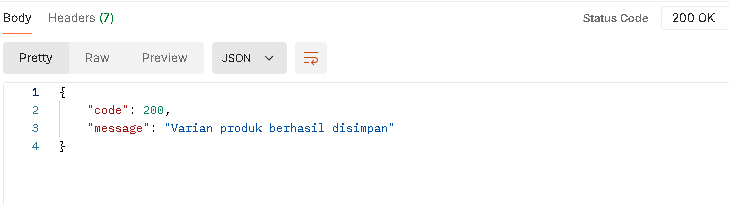 Body Headers (7) Status Code 200 OK
Pretty Raw Preview JSON
1 {
2 "code": 200,
3 "message": "Varian produk berhasil disimpan"
4 }